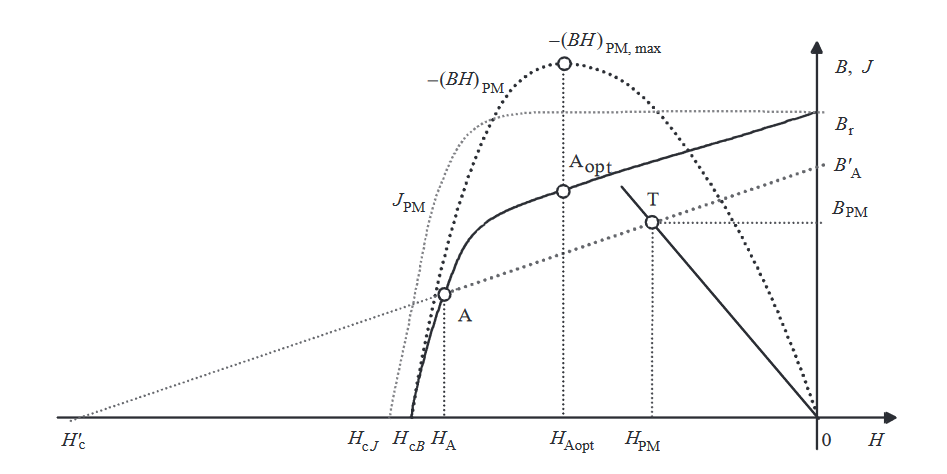 −(BH)PM, max
B, J
−(BH)PM
Br
Aopt
B′A
JPM
T
BPM
A
H′c
HcJ
HcB
HA
HAopt
HPM
0
H